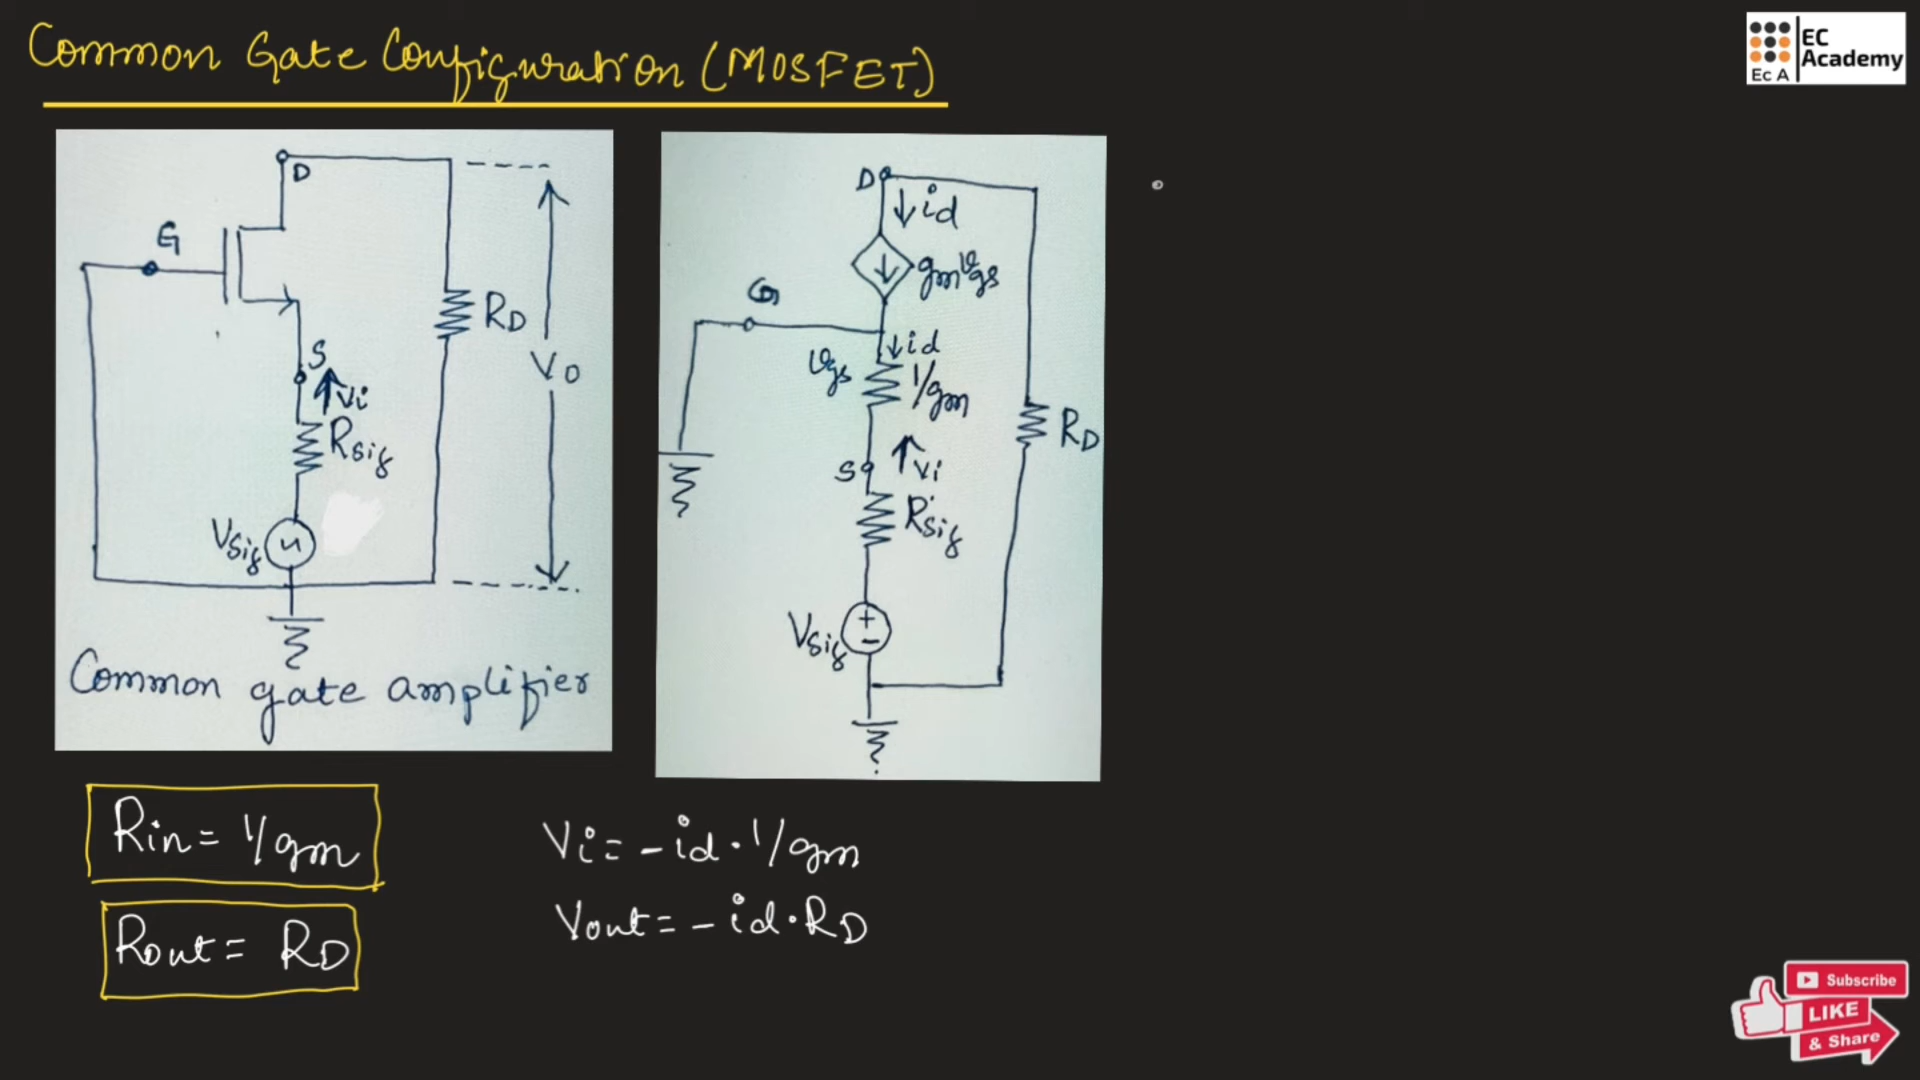 Common Gate Configuration (MOSFET)
EC
Academy
Ec A
D
G
S
Vi
RD
Vo
Rsig
Vsig
Common gate amplifier
D
id
gmVgs
G
id
Vgs
1/gm
S
Vi
RD
Rsig
Vsig
+
-
Rin = 1/gm
Rout = RD
Vi = -id · 1/gm
Vout = -id · RD
Subscribe
LIKE
& Share